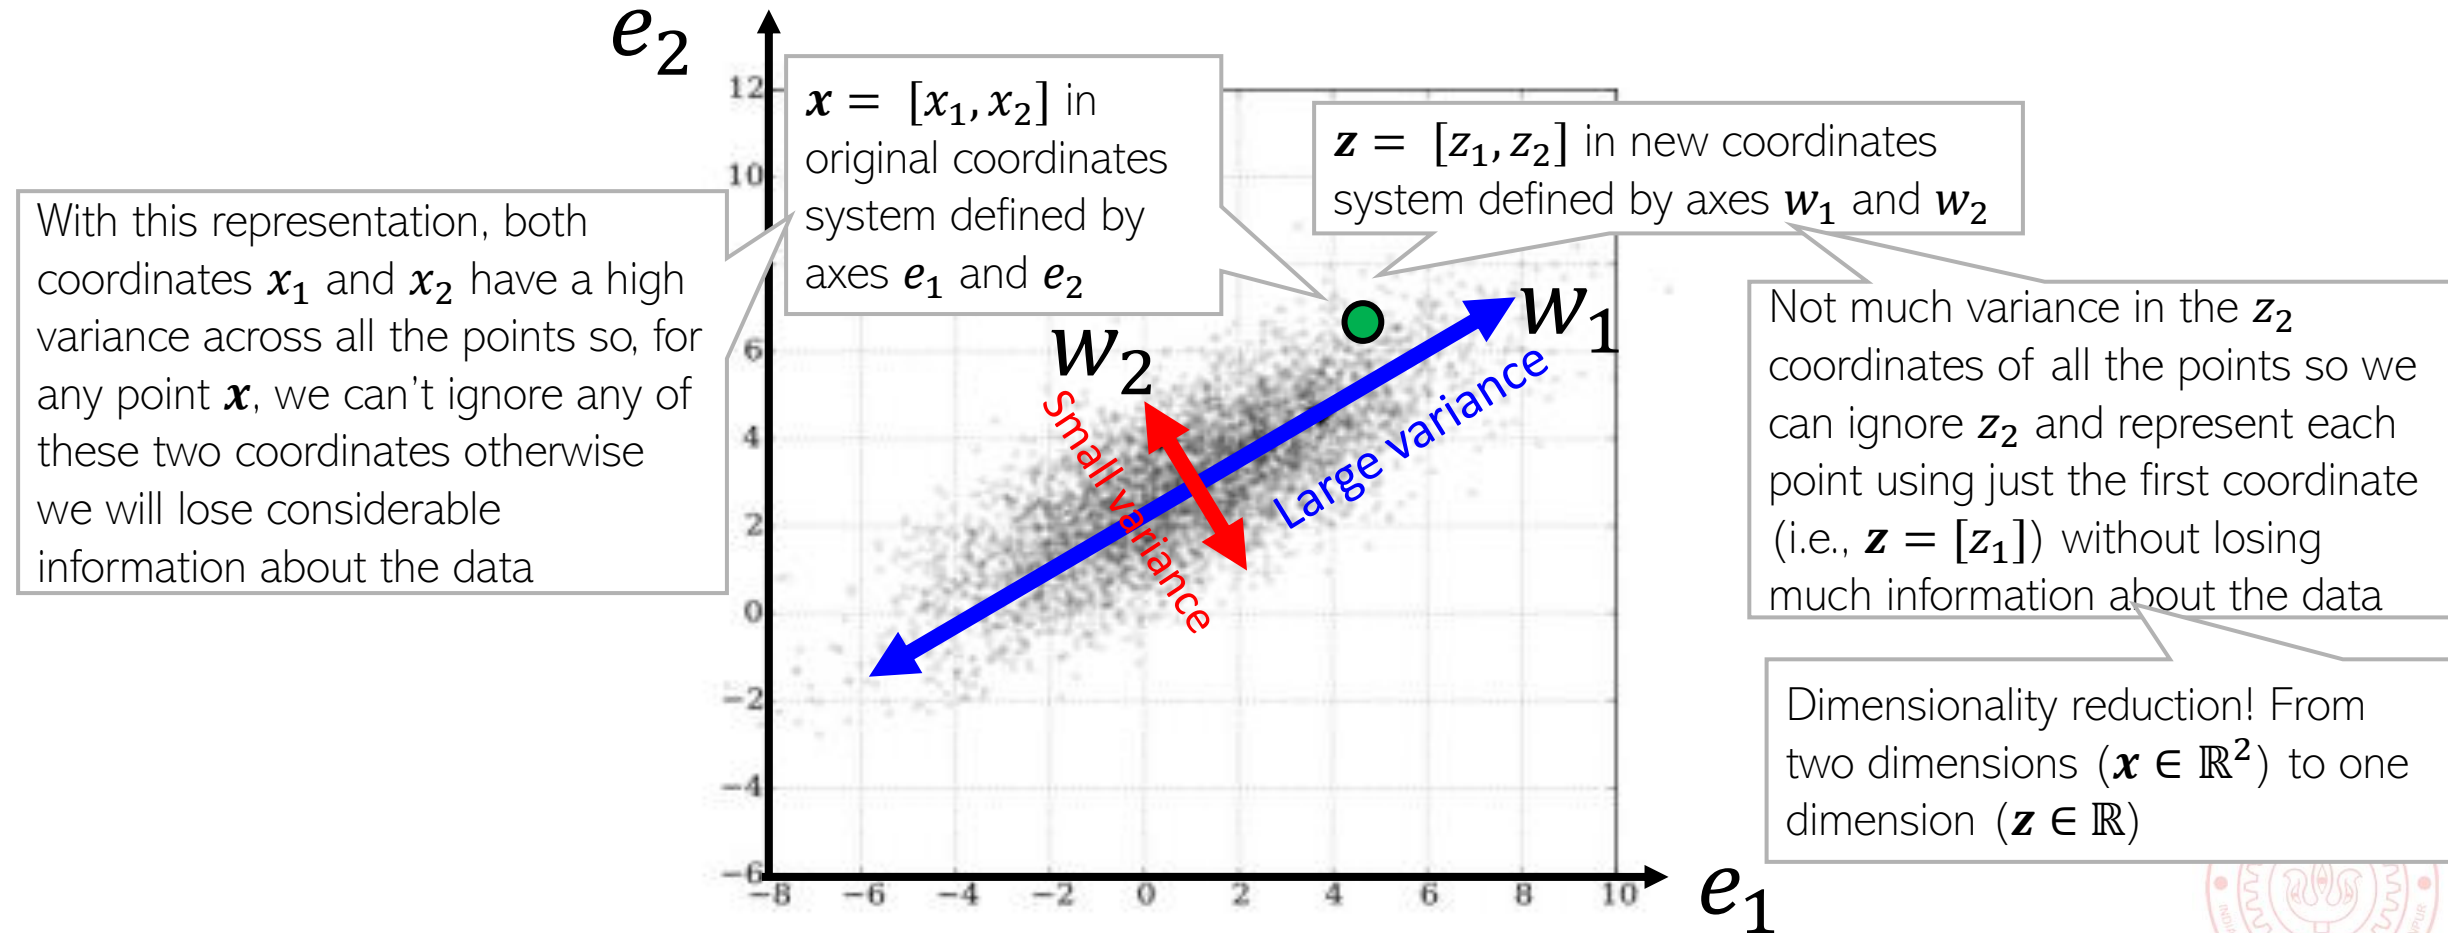 e₂
12
10
6
4
2
0
−2
−4
−6
−8
−6
−4
−2
0
2
4
6
8
10
e₁
x = [x₁, x₂] in
original coordinates
system defined by
axes e₁ and e₂
z = [z₁, z₂] in new coordinates
system defined by axes w₁ and w₂
With this representation, both
coordinates x₁ and x₂ have a high
variance across all the points so, for
any point x, we can't ignore any of
these two coordinates otherwise
we will lose considerable
information about the data
w₁
w₂
Small variance
Large variance
Not much variance in the z₂
coordinates of all the points so we
can ignore z₂ and represent each
point using just the first coordinate
(i.e., z = [z₁]) without losing
much information about the data
Dimensionality reduction! From
two dimensions (x ∈ ℝ²) to one
dimension (z ∈ ℝ)